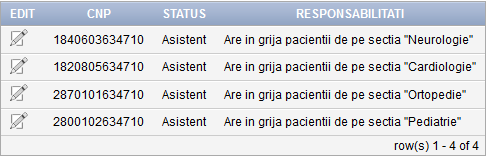 EDIT CNP STATUS RESPONSABILITATI
1840603634710 Asistent Are in grija pacientii de pe sectia "Neurologie"
1820805634710 Asistent Are in grija pacientii de pe sectia "Cardiologie"
2870101634710 Asistent Are in grija pacientii de pe sectia "Ortopedie"
2800102634710 Asistent Are in grija pacientii de pe sectia "Pediatrie"
row(s) 1 - 4 of 4